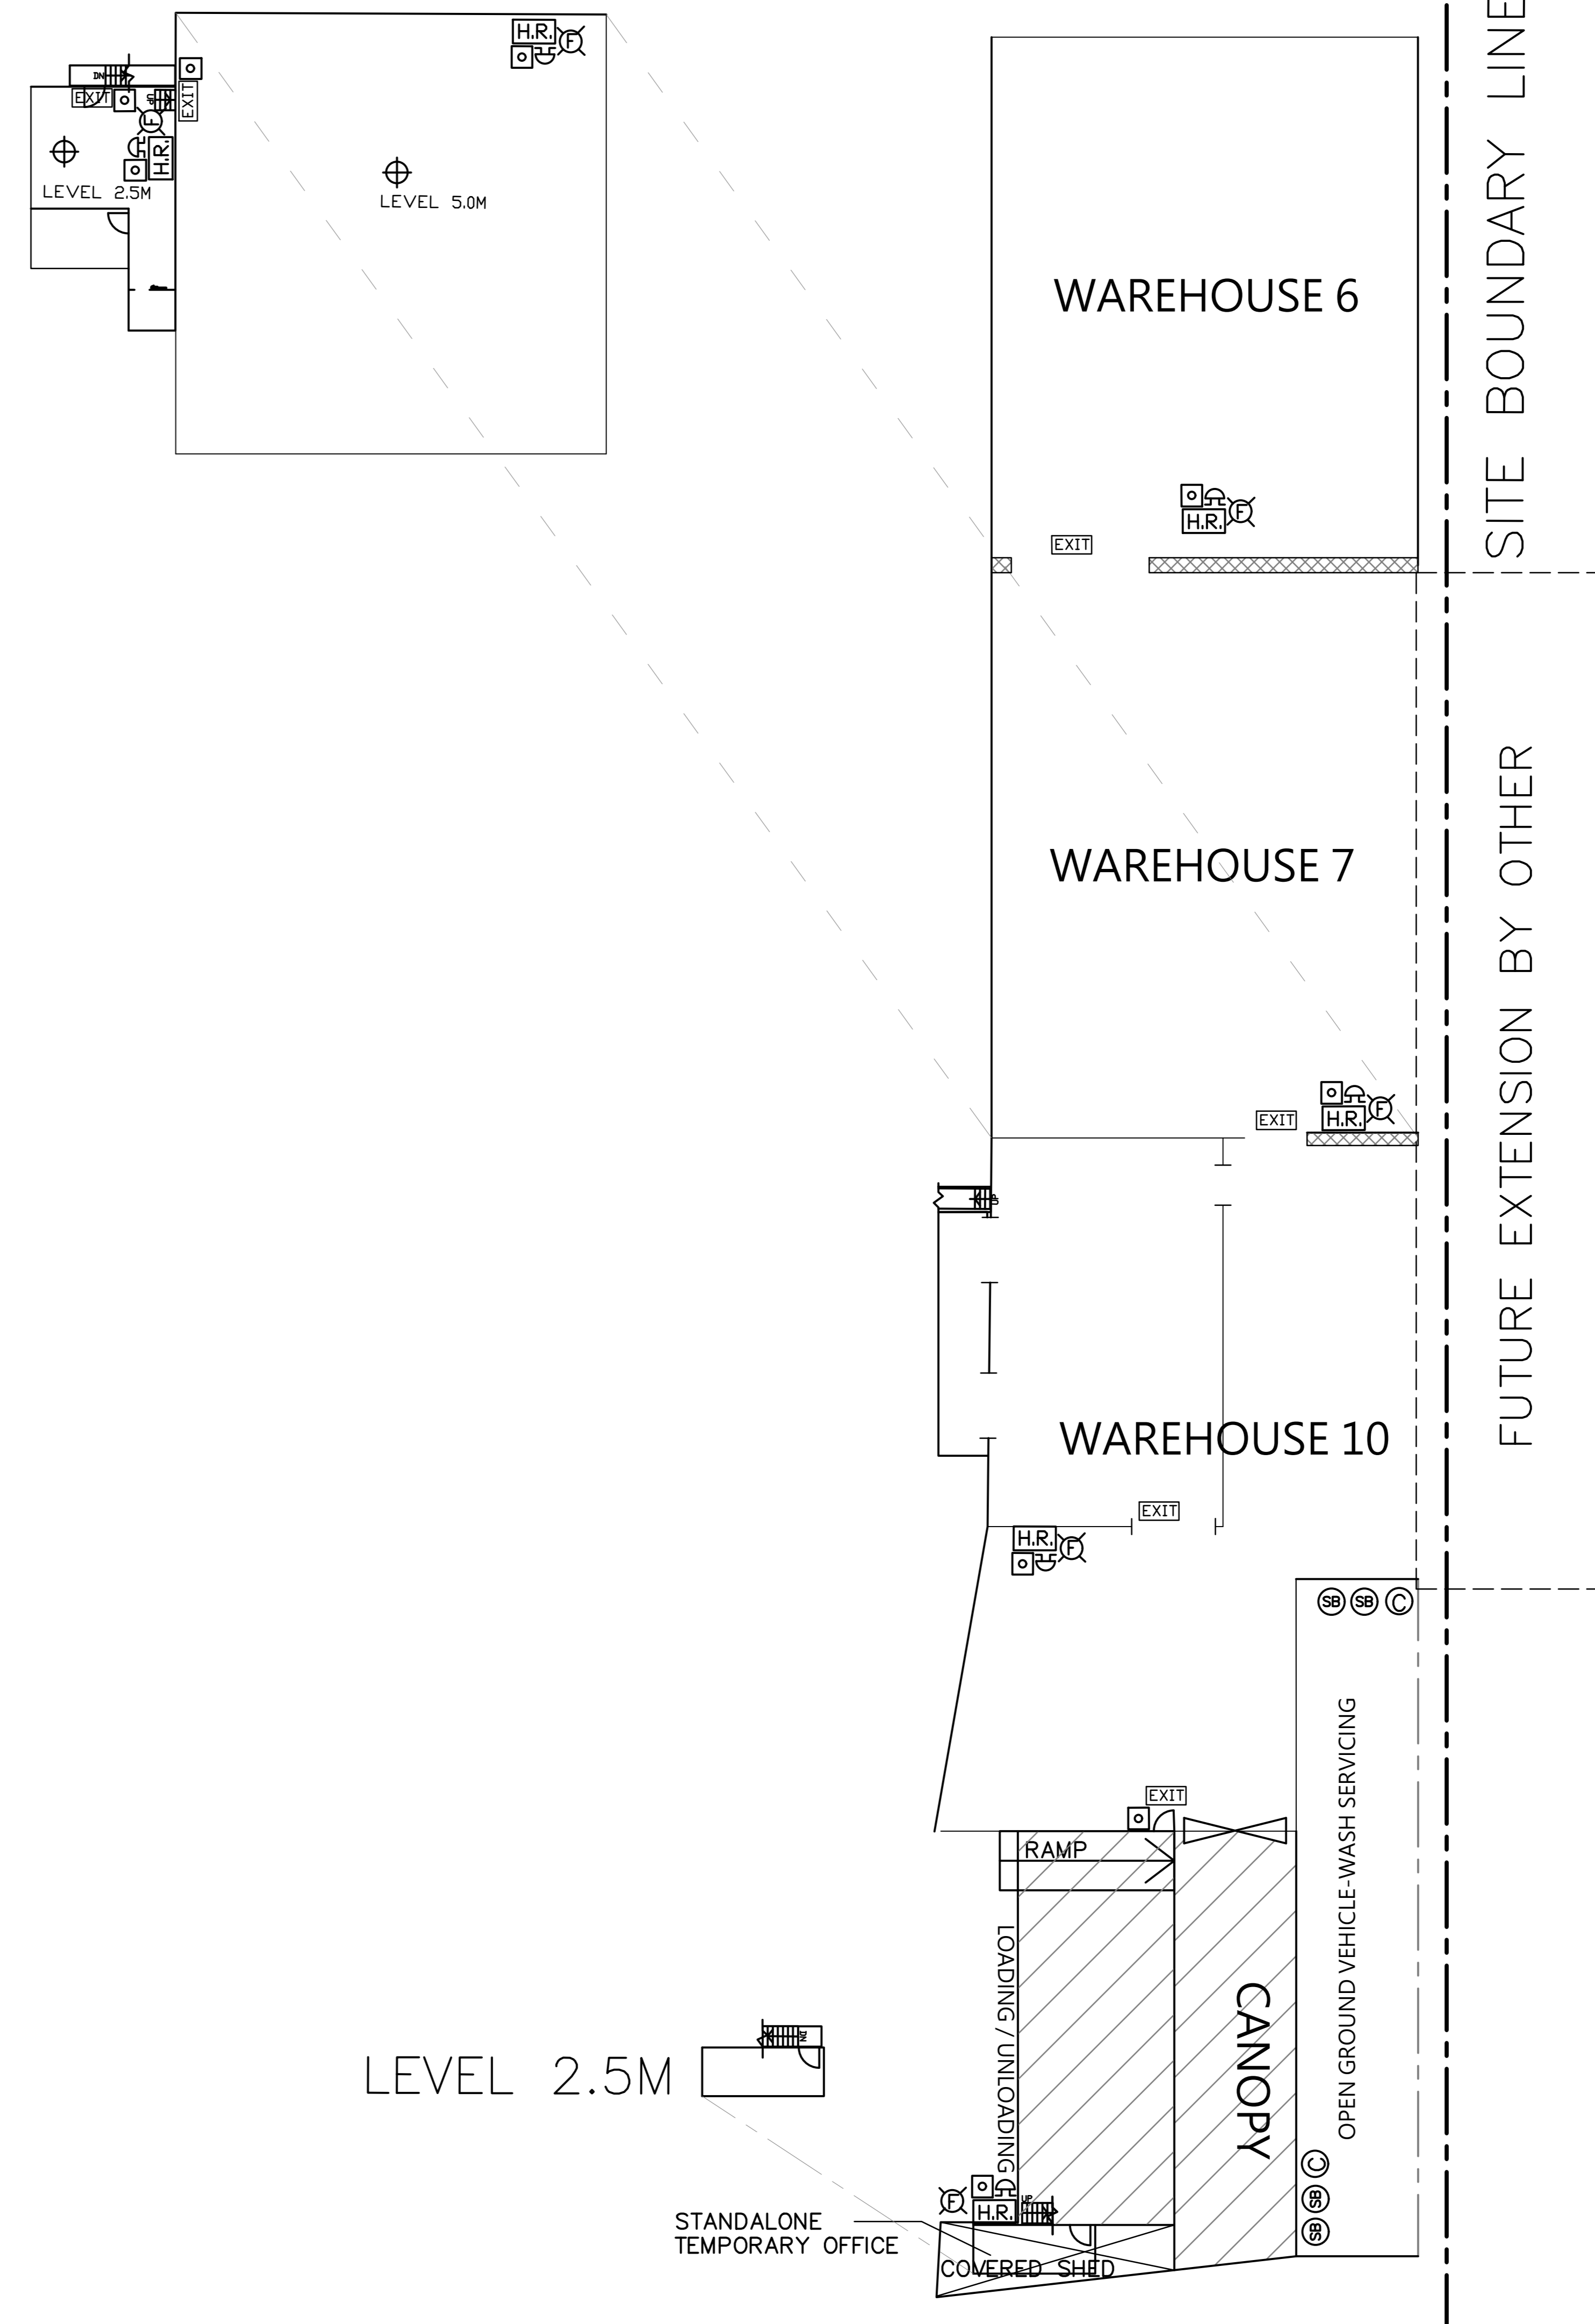 H.R.
F
DN
EXIT
UP
EXIT
F
H.R.
LEVEL 2.5M
LEVEL 5.0M
SITE BOUNDARY LINE
WAREHOUSE 6
H.R.
F
EXIT
FUTURE EXTENSION BY OTHER
WAREHOUSE 7
EXIT
H.R.
F
UP
WAREHOUSE 10
EXIT
H.R.
F
SB SB C
EXIT
RAMP
OPEN GROUND VEHICLE-WASH SERVICING
LOADING / UNLOADING
CANOPY
DN
LEVEL 2.5M
C
SB
SB
F
H.R.
UP
STANDALONE
TEMPORARY OFFICE
COVERED SHED